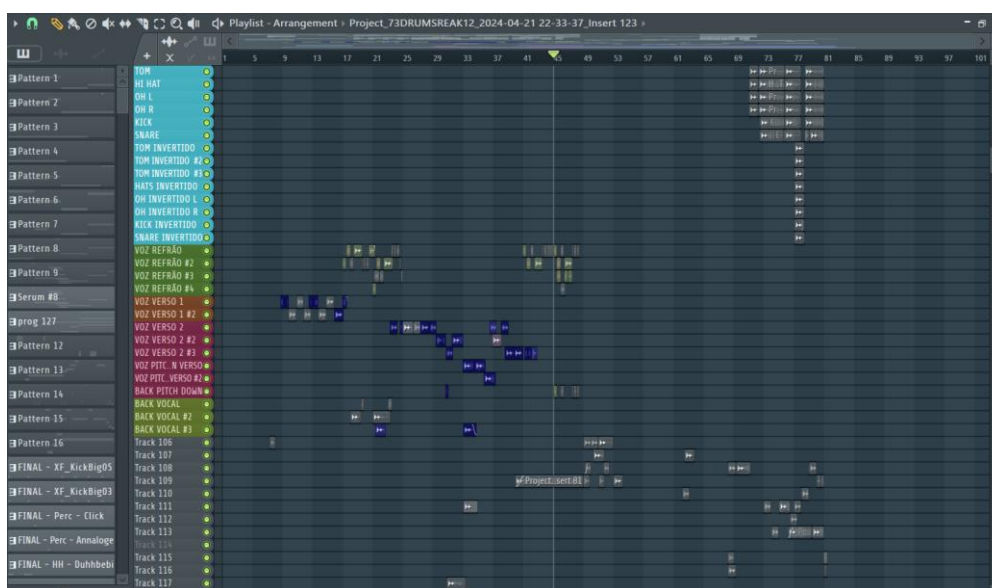 Playlist - Arrangement › Project_73DRUMSREAK12_2024-04-21 22-33-37_Insert 123 ›
1 5 9 13 17 21 25 29 33 37 41 45 49 53 57 61 65 69 73 77 81 85 89 93 97 101
Pattern 1
Pattern 2
Pattern 3
Pattern 4
Pattern 5
Pattern 6
Pattern 7
Pattern 8
Pattern 9
Serum #8
prog 127
Pattern 12
Pattern 13
Pattern 14
Pattern 15
Pattern 16
FINAL - XF_KickBig05
FINAL - XF_KickBig03
FINAL - Perc - Click
FINAL - Perc - Annaloge
FINAL - HH - Duhhbebi
TOM
HI HAT
OH L
OH R
KICK
SNARE
TOM INVERTIDO
TOM INVERTIDO #2
TOM INVERTIDO #3
HATS INVERTIDO
OH INVERTIDO L
OH INVERTIDO R
KICK INVERTIDO
SNARE INVERTIDO
VOZ REFRÃO
VOZ REFRÃO #2
VOZ REFRÃO #3
VOZ REFRÃO #4
VOZ VERSO 1
VOZ VERSO 1 #2
VOZ VERSO 2
VOZ VERSO 2 #2
VOZ VERSO 2 #3
VOZ PITC...N VERSO
VOZ PITC...VERSO #2
BACK PITCH DOWN
BACK VOCAL
BACK VOCAL #2
BACK VOCAL #3
Track 106
Track 107
Track 108
Track 109
Project...sert 81
Track 110
Track 111
Track 112
Track 113
Track 114
Track 115
Track 116
Track 117